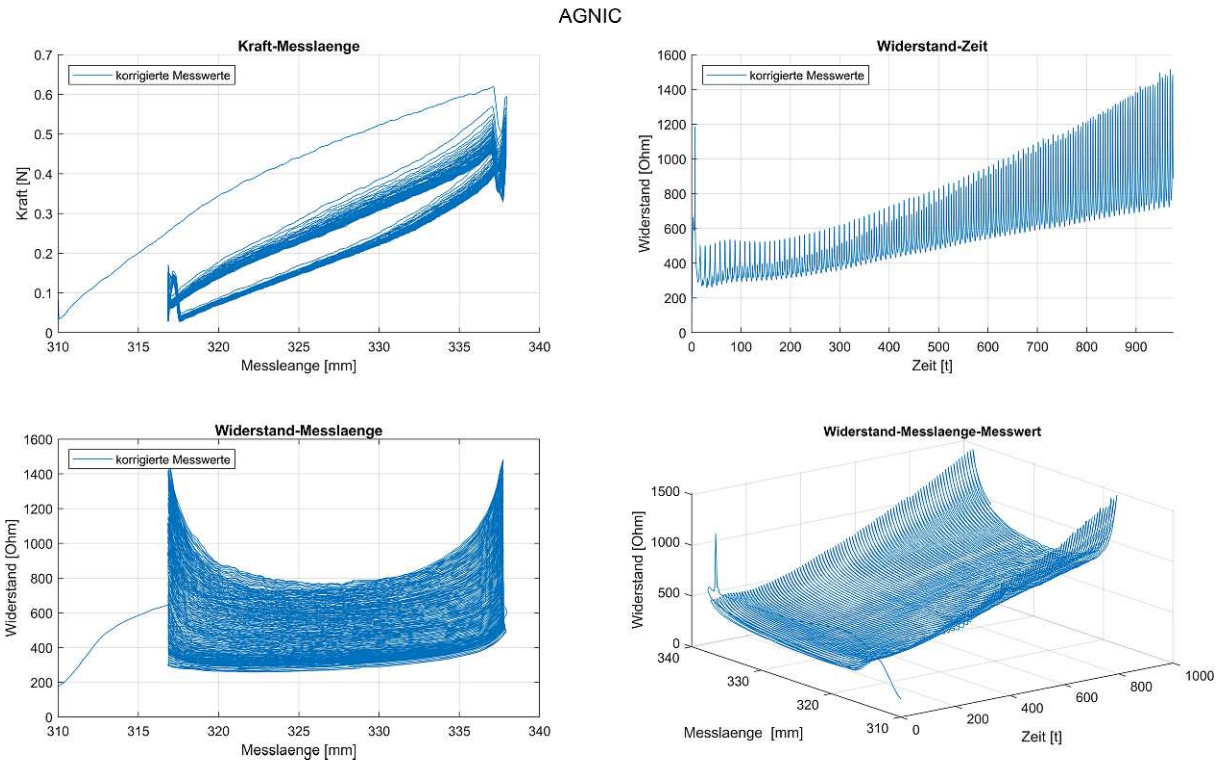 AGNIC
Kraft-Messlaenge
korrigierte Messwerte
0.7
0.6
0.5
0.4
0.3
0.2
0.1
0
Kraft [N]
310 320 330 335 340
Messleange [mm]
Widerstand-Zeit
korrigierte Messwerte
1600
1400
1200
1000
800
600
400
200
0
Widerstand [Ohm]
0 100 200 300 400 500 600 700 800 900
Zeit [t]
Widerstand-Messlaenge
korrigierte Messwerte
1600
1400
1200
1000
800
600
400
200
0
Widerstand [Ohm]
310 315 320 325 330 335 340
Messlaenge [mm]
Widerstand-Messlaenge-Messwert
1500
1000
500
0
Widerstand [Ohm]
340
330
320
310
Messlaenge [mm]
0
200
400
600
800
1000
Zeit [t]